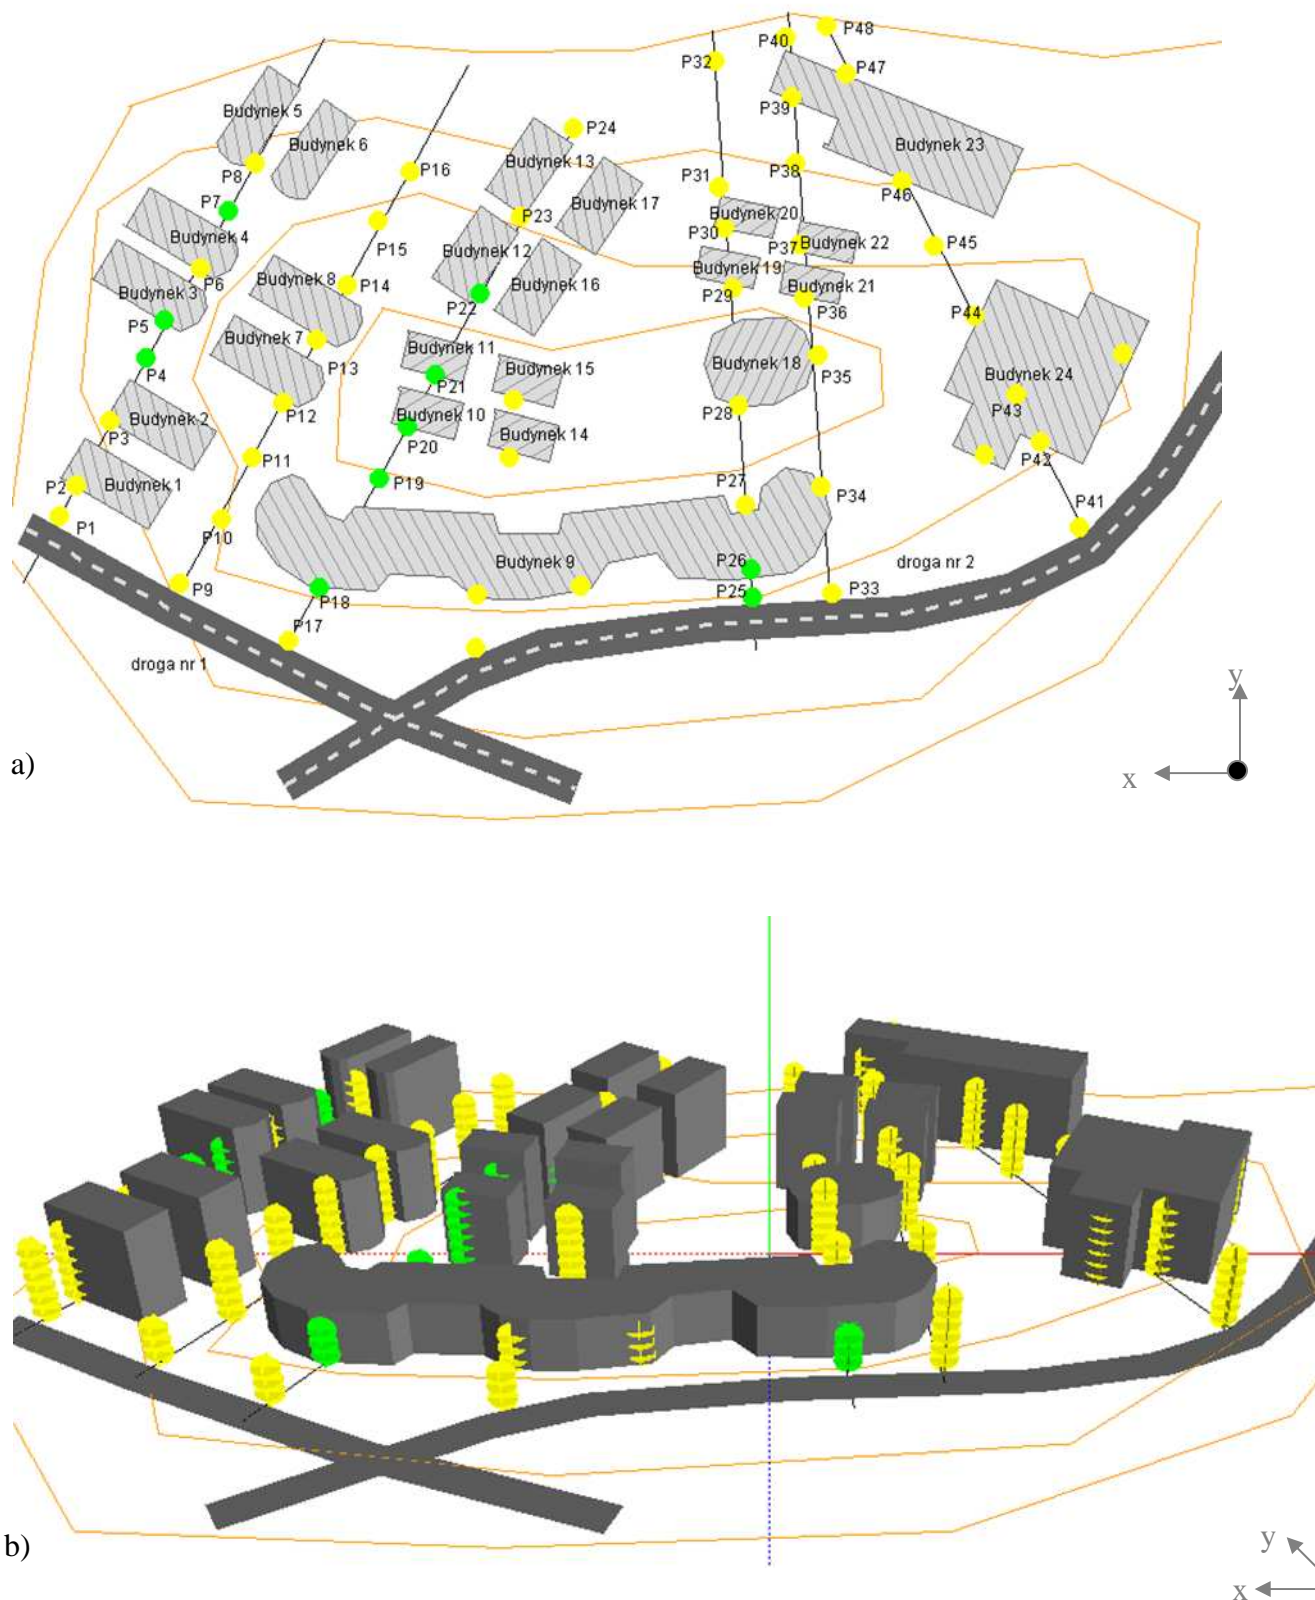 P48
P40
P32
P47
P39
Budynek 5
P24
Budynek 6
Budynek 23
Budynek 13
P8
P16
P38
P31
P46
Budynek 17
P7
P23
Budynek 20
P15
P30
Budynek 4
P37
Budynek 22
P45
Budynek 12
P6
Budynek 8
Budynek 19
Budynek 3
P14
Budynek 16
Budynek 21
P29
P22
P36
P44
P5
Budynek 7
Budynek 11
P4
P13
Budynek 15
Budynek 18
P35
Budynek 24
P21
P12
P43
Budynek 10
P28
Budynek 2
P3
P20
Budynek 14
P42
P11
P2
Budynek 1
P19
P27
P34
P1
P10
P41
Budynek 9
P26
droga nr 2
P9
P18
P25
P33
P17
droga nr 1
y
a)
x
b)
y
x